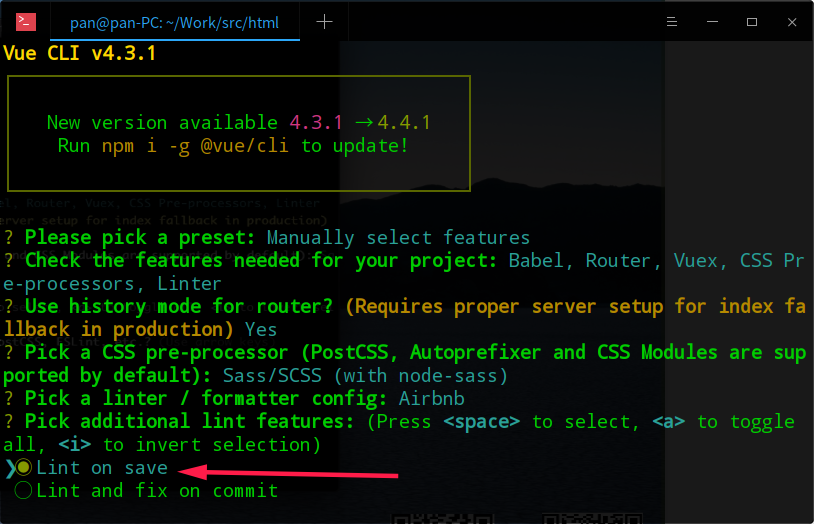 pan@pan-PC: ~/Work/src/html
Vue CLI v4.3.1
New version available 4.3.1 → 4.4.1
Run npm i -g @vue/cli to update!
? Please pick a preset: Manually select features
? Check the features needed for your project: Babel, Router, Vuex, CSS Pr
e-processors, Linter
? Use history mode for router? (Requires proper server setup for index fa
llback in production) Yes
? Pick a CSS pre-processor (PostCSS, Autoprefixer and CSS Modules are sup
ported by default): Sass/SCSS (with node-sass)
? Pick a linter / formatter config: Airbnb
? Pick additional lint features: (Press <space> to select, <a> to toggle
all, <i> to invert selection)
❯◉ Lint on save
◯ Lint and fix on commit